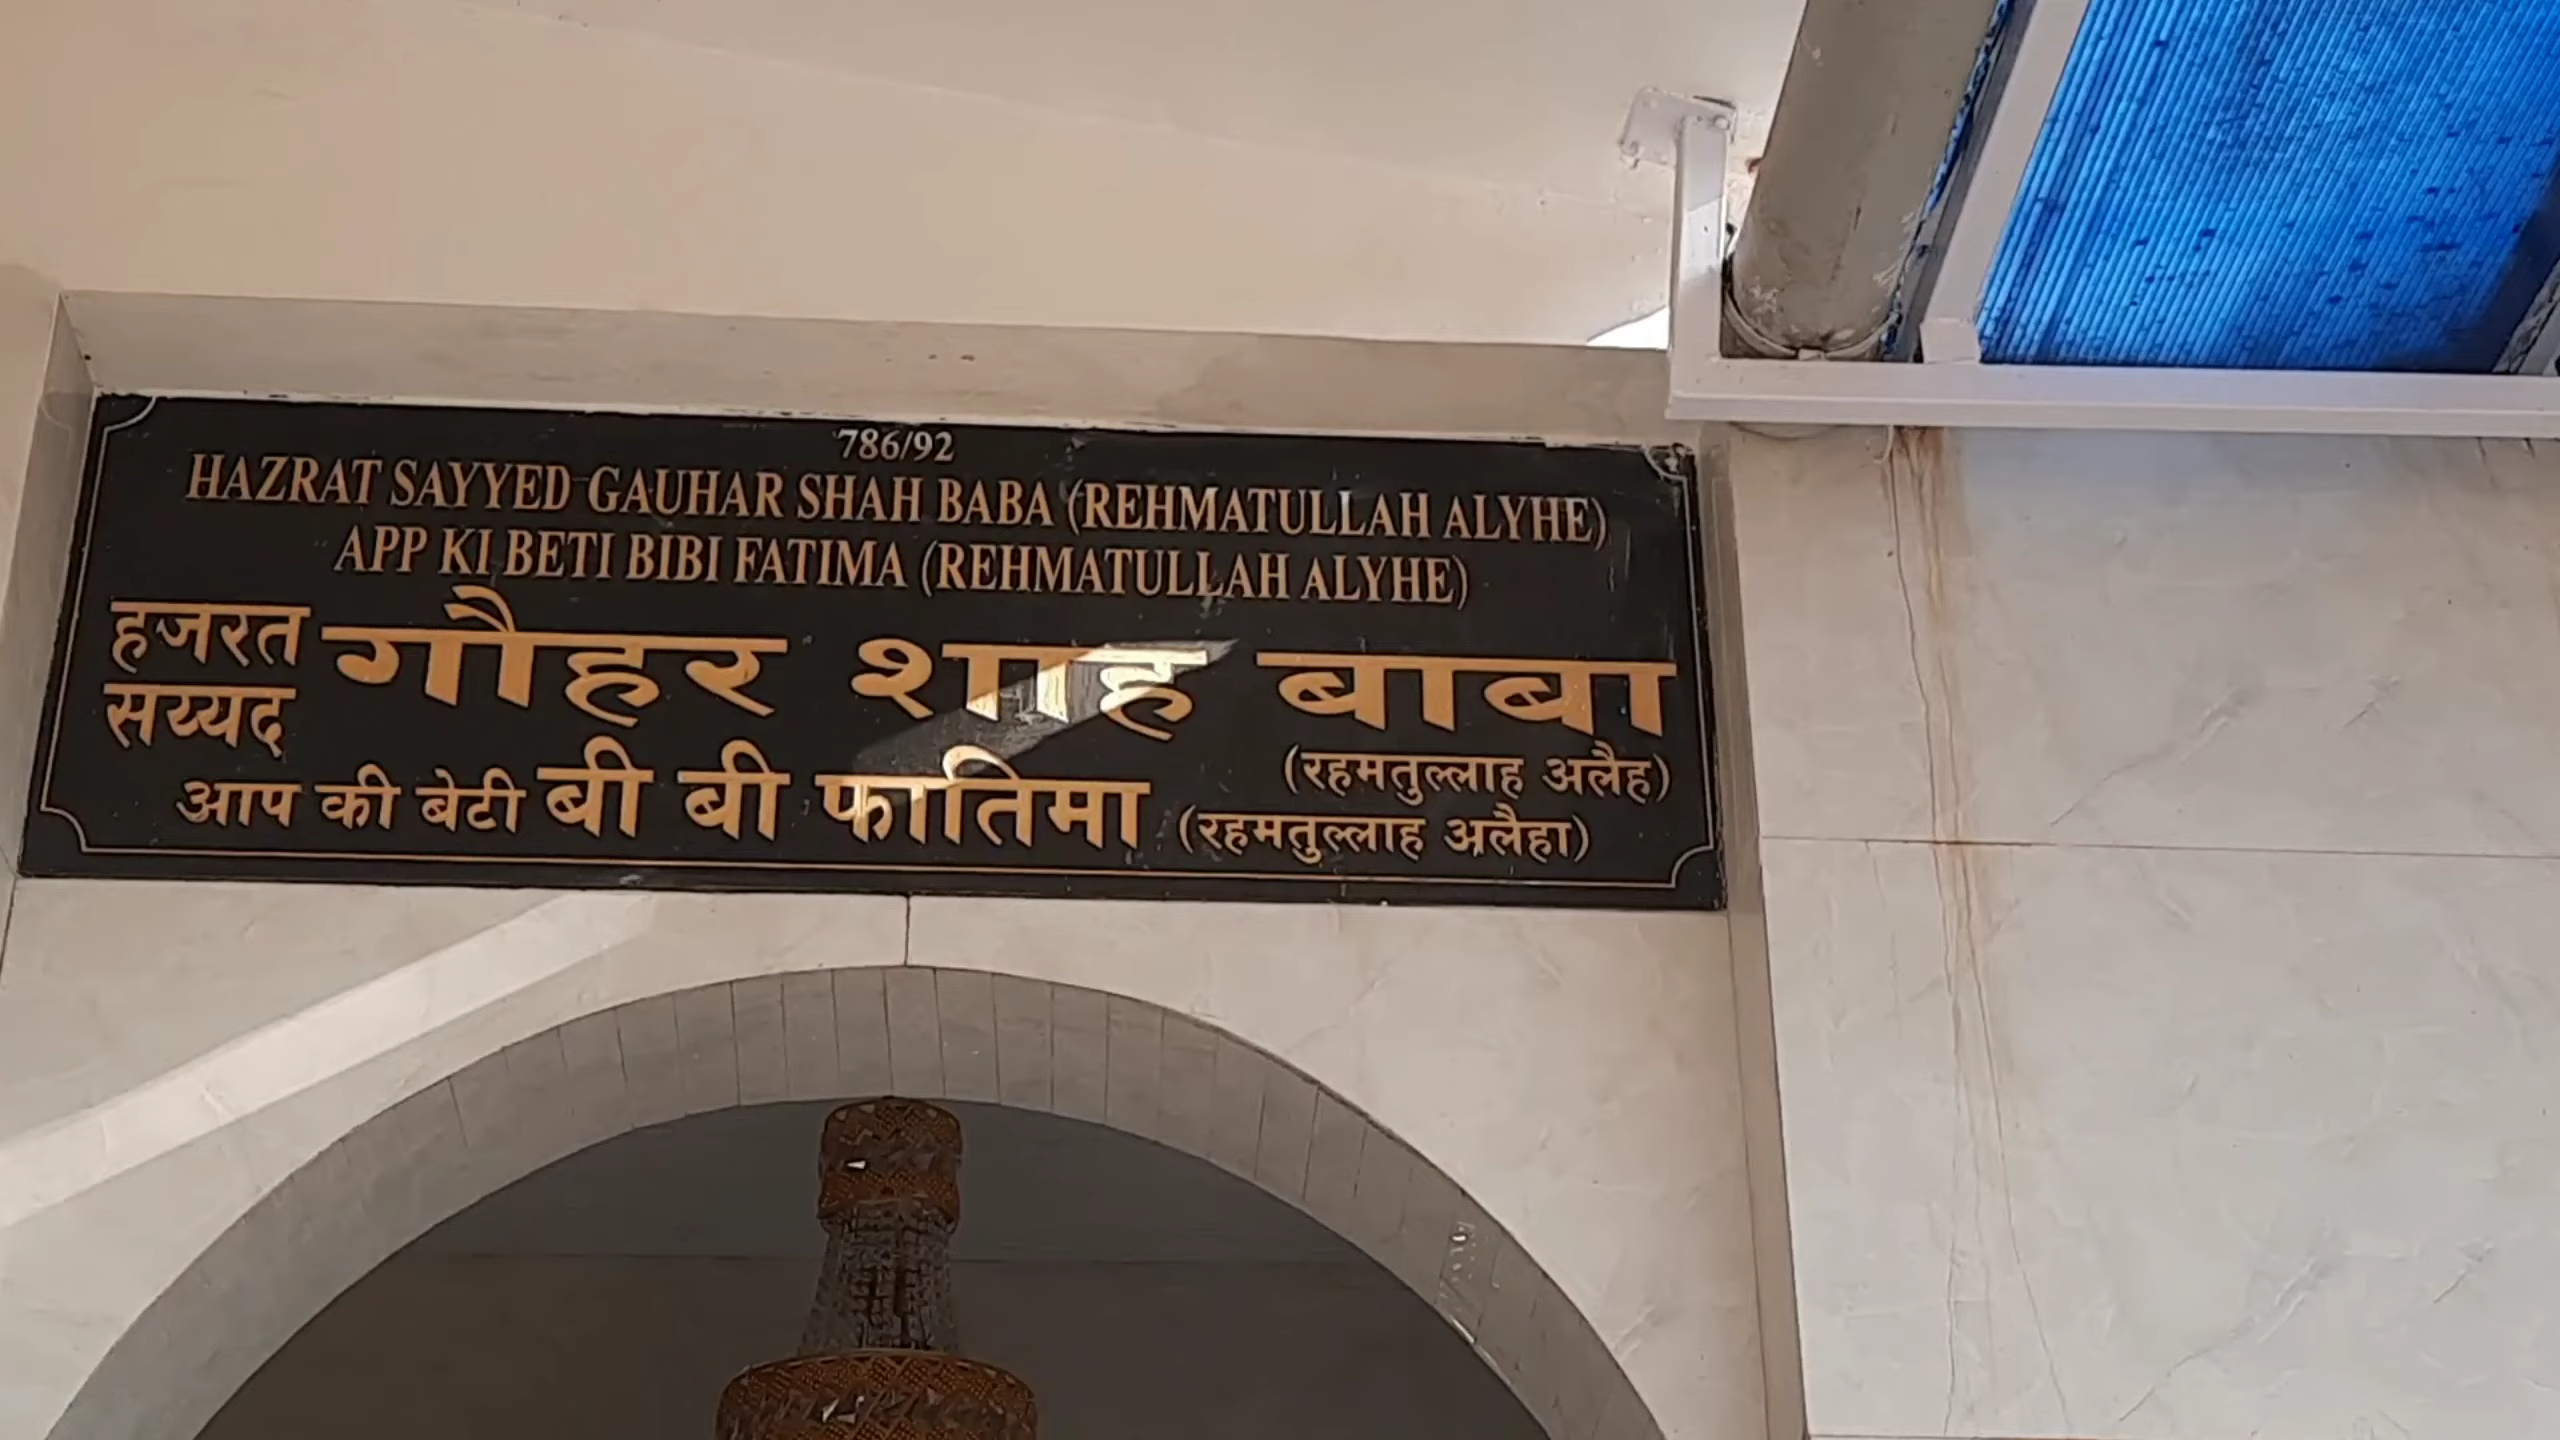 786/92
HAZRAT SAYYED GAUHAR SHAH BABA (REHMATULLAH ALYHE)
APP KI BETI BIBI FATIMA (REHMATULLAH ALYHE)
हजरत सय्यद गौहर शाह बाबा
(रहमतुल्लाह अलैह)
आप की बेटी बी बी फातिमा (रहमतुल्लाह अलैहा)